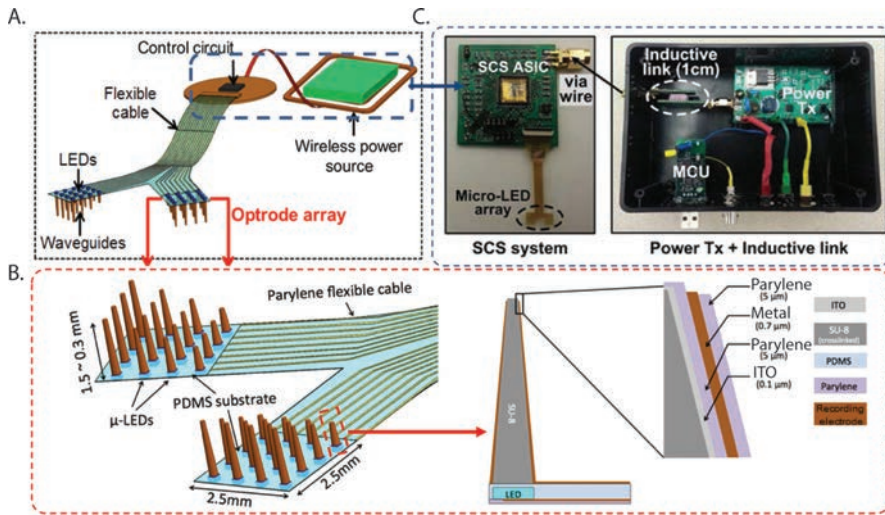 A.
Control circuit
Flexible
cable
LEDs
Waveguides
Wireless power
source
Optrode array
C.
SCS ASIC
via
wire
Micro-LED
array
SCS system
Inductive
link (1cm)
Power
Tx
MCU
Power Tx + Inductive link
B.
Parylene flexible cable
1.5 ~ 0.3 mm
μ-LEDs
PDMS substrate
2.5mm
2.5mm
SU-8
LED
Parylene
(5 μm)
Metal
(0.7 μm)
Parylene
(5 μm)
ITO
(0.1 μm)
ITO
SU-8
(crosslinked)
PDMS
Parylene
Recording
electrode